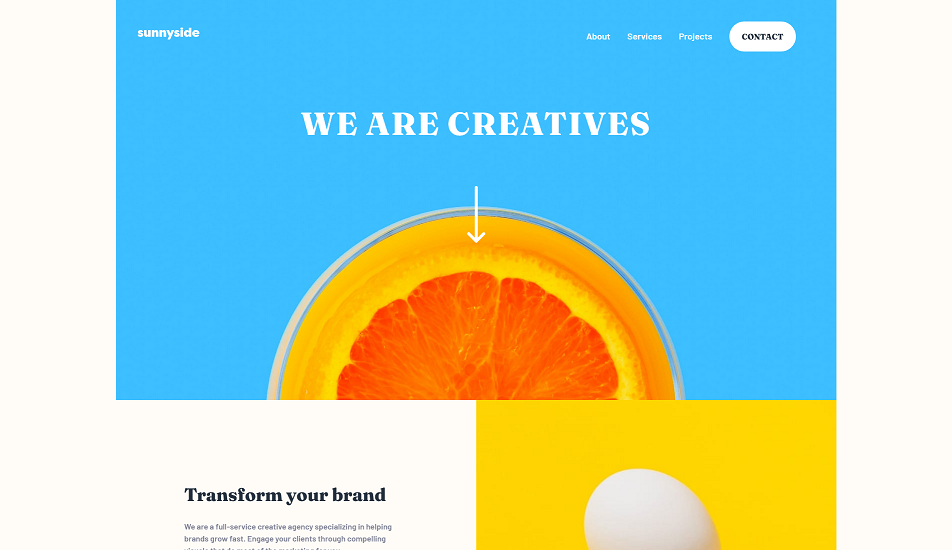 sunnyside
About Services Projects CONTACT
WE ARE CREATIVES
Transform your brand
We are a full-service creative agency specializing in helping
brands grow fast. Engage your clients through compelling